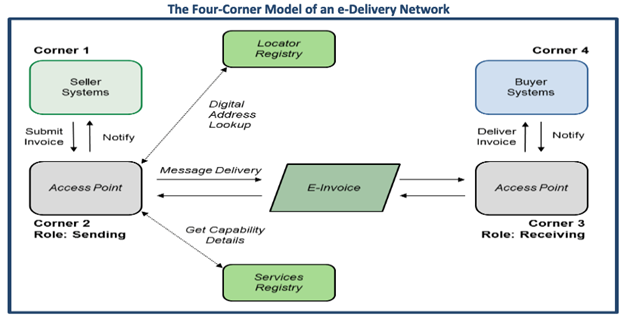 The Four-Corner Model of an e-Delivery Network
Corner 1
Seller
Systems
Locator
Registry
Corner 4
Buyer
Systems
Digital
Address
Lookup
Submit
Invoice
Notify
Deliver
Invoice
Notify
Access Point
Message Delivery
E-Invoice
Access Point
Corner 2
Role: Sending
Get Capability
Details
Corner 3
Role: Receiving
Services
Registry